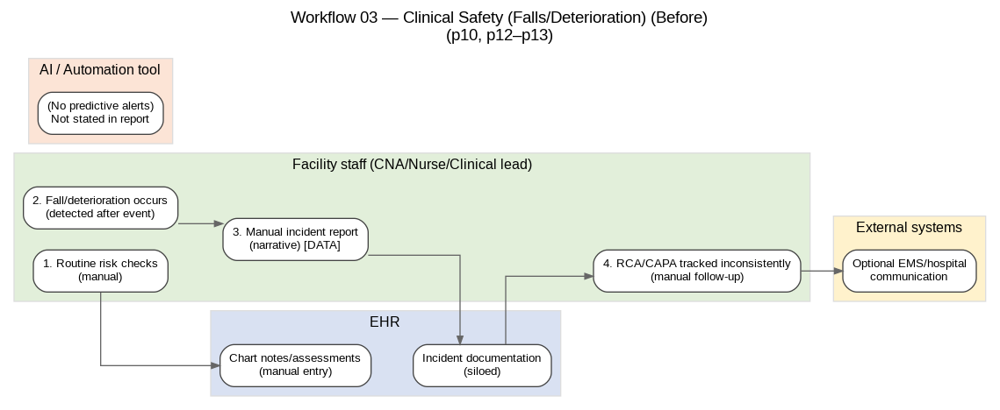 Workflow 03 — Clinical Safety (Falls/Deterioration) (Before)
(p10, p12–p13)
AI / Automation tool
(No predictive alerts)
Not stated in report
Facility staff (CNA/Nurse/Clinical lead)
2. Fall/deterioration occurs
(detected after event)
3. Manual incident report
(narrative) [DATA]
1. Routine risk checks
(manual)
4. RCA/CAPA tracked inconsistently
(manual follow-up)
External systems
Optional EMS/hospital
communication
EHR
Chart notes/assessments
(manual entry)
Incident documentation
(siloed)